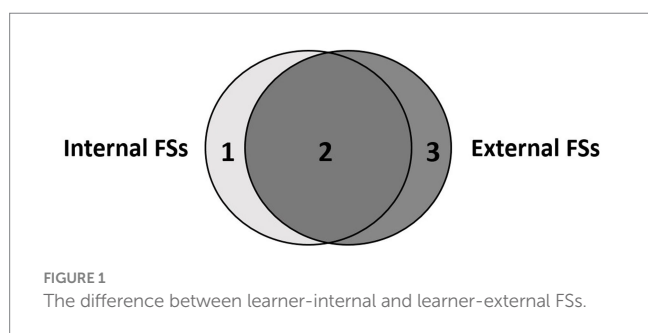 Internal FSs 1 2 3 External FSs
FIGURE 1
The difference between learner-internal and learner-external FSs.